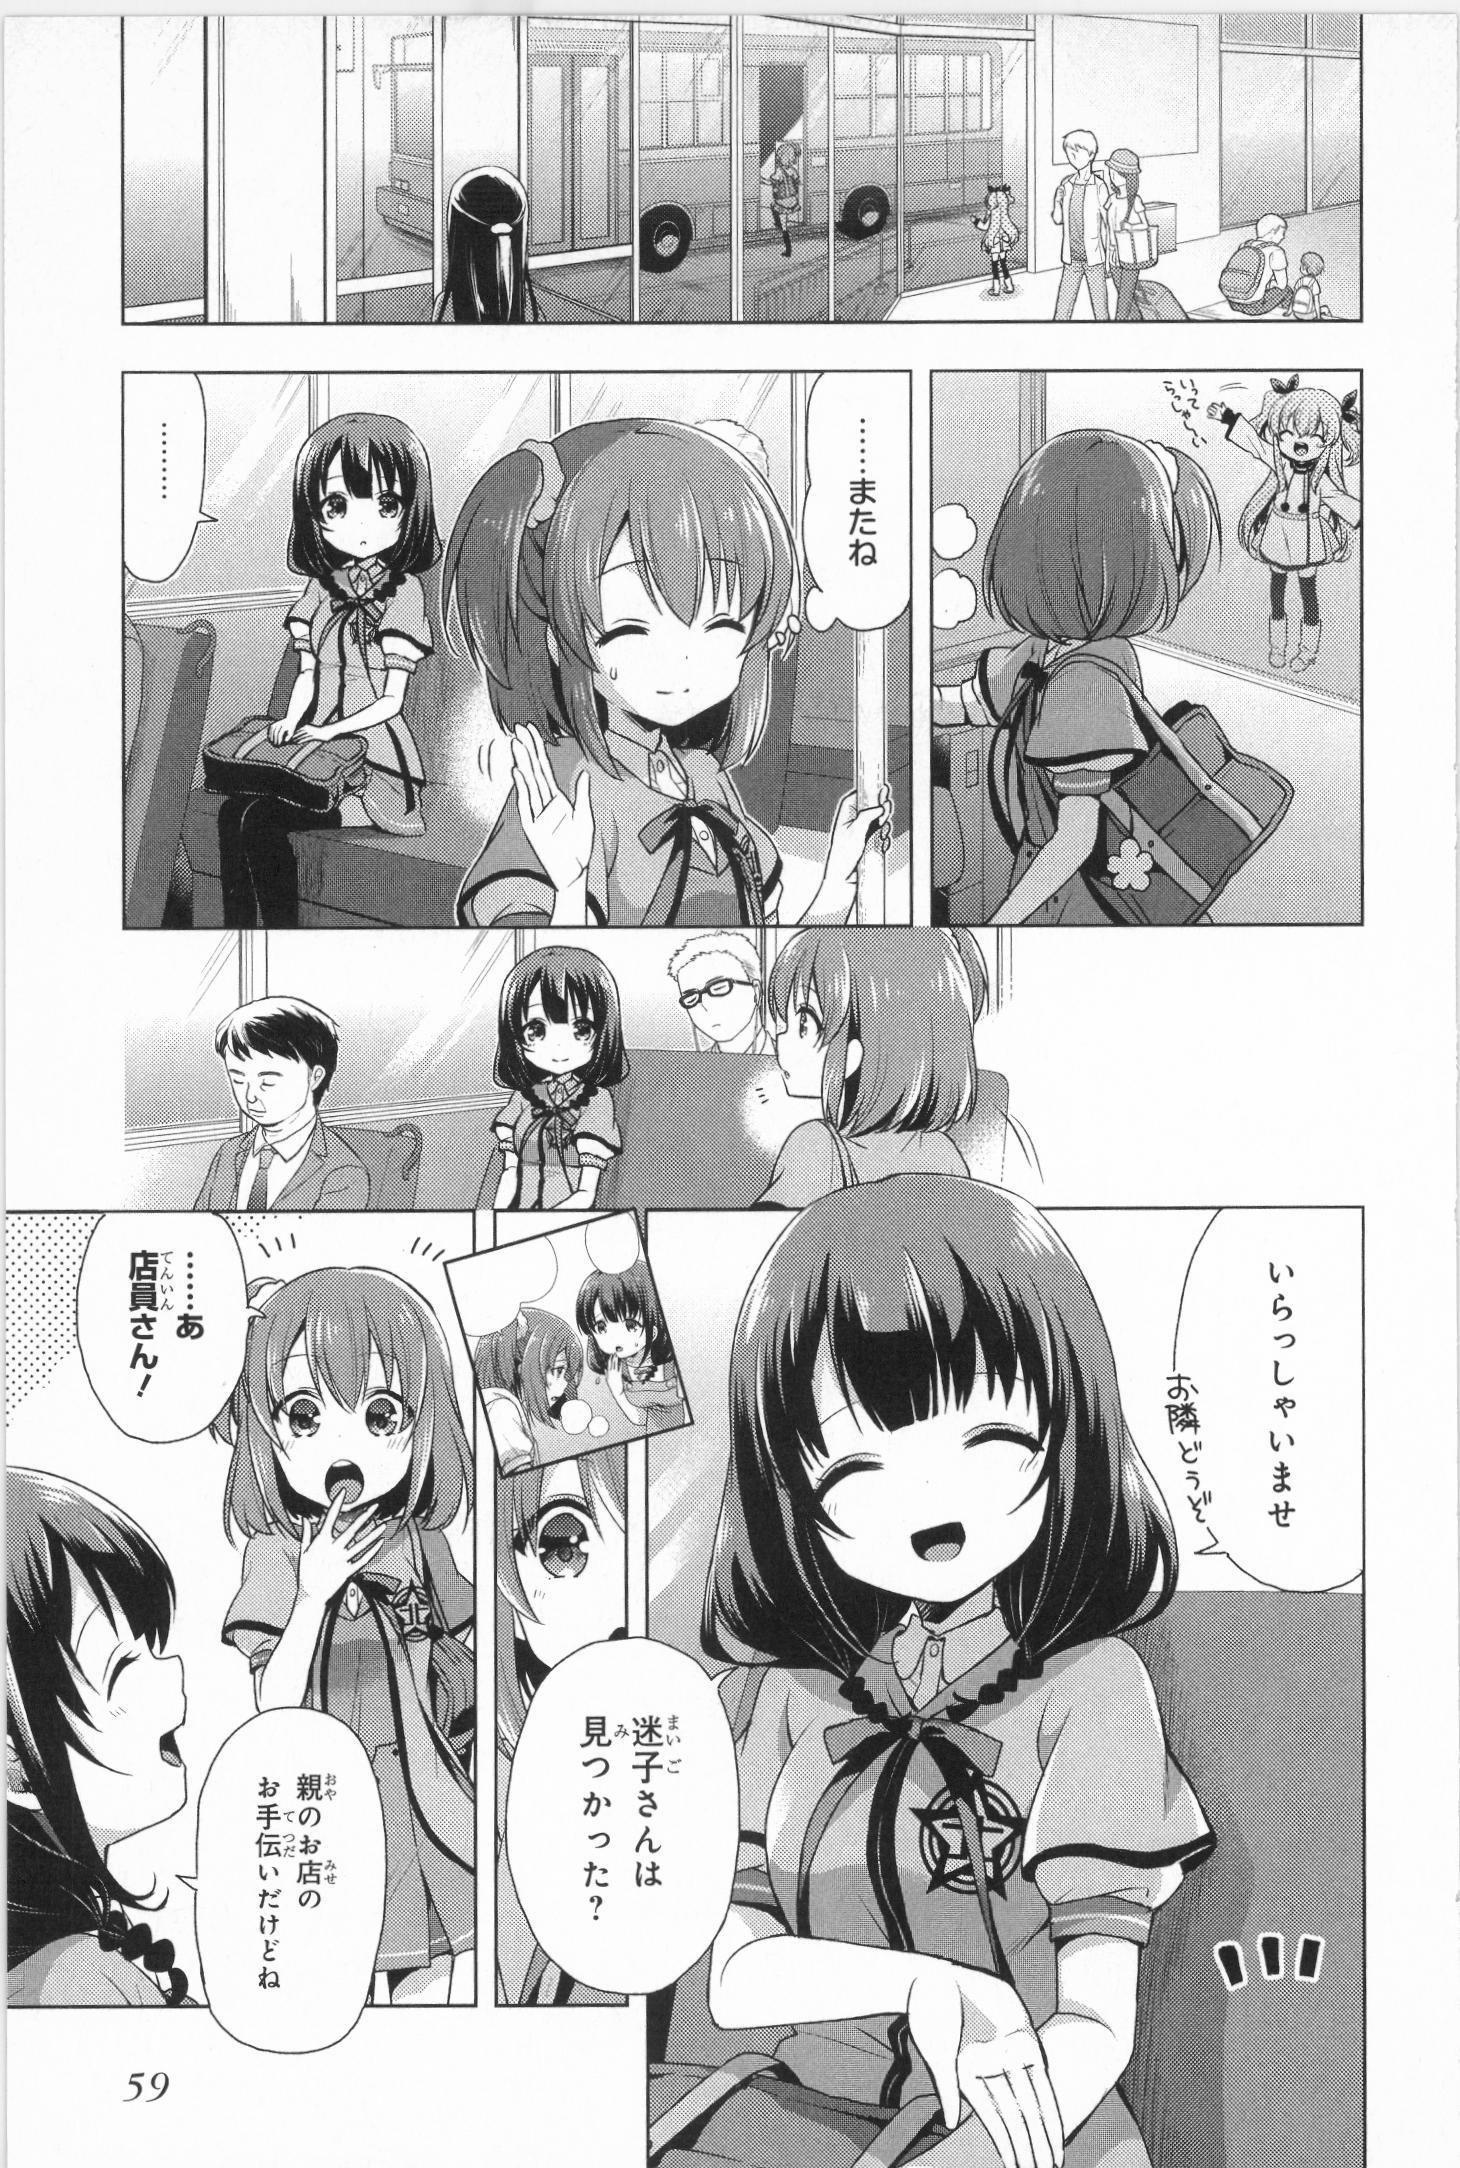 いってらっしゃーい
……またね
………
いらっしゃいませ
お隣どうぞ
迷子さんは
見つかった？
……あ
店員さん！
親のお店の
お手伝いだけどね
59